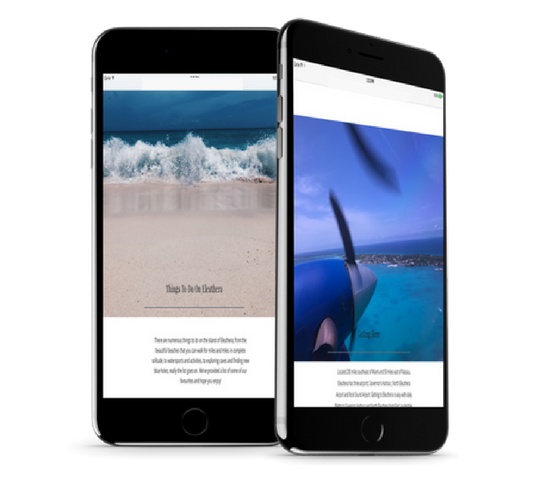 Things To Do On Eleuthera
There are numerous things to do on the island of Eleuthera; from the
beautiful beaches that you can walk for miles and miles in complete
solitude, to watersports and activities, to exploring caves and finding new
blue holes, really the list goes on. We've provided a list of some of our
favourites and hope you enjoy!
Getting Here
Located 200 miles southeast of Miami and 50 miles east of Nassau,
Eleuthera has three airports: Governor's Harbour, North Eleuthera
Airport and Rock Sound Airport. Getting to Eleuthera is easy with daily